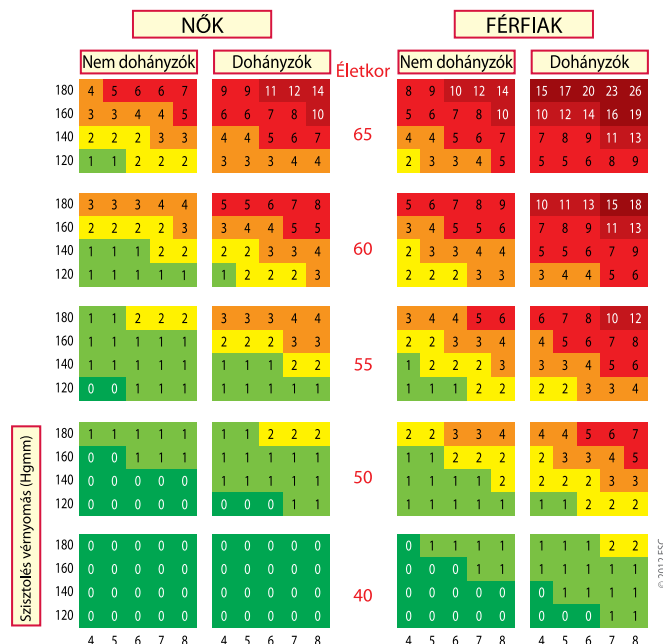 NŐK FÉRFIAK
Nem dohányzók Dohányzók Életkor Nem dohányzók Dohányzók
180 4 5 6 6 7 9 9 11 12 14 8 9 10 12 14 15 17 20 23 26
160 3 3 4 4 5 6 6 7 8 10 5 6 7 8 10 10 12 14 16 19
65
140 2 2 2 3 3 4 4 5 6 7 4 4 5 6 7 7 8 9 11 13
120 1 1 2 2 2 3 3 3 4 4 2 3 3 4 5 5 5 6 8 9
180 3 3 3 4 4 5 5 6 7 8 5 6 7 8 9 10 11 13 15 18
160 2 2 2 2 3 3 4 4 5 5 3 4 5 5 6 7 8 9 11 13
60
140 1 1 1 2 2 2 2 3 3 4 2 3 3 4 4 5 5 6 7 9
120 1 1 1 1 1 1 2 2 2 3 2 2 2 3 3 3 4 4 5 6
180 1 1 2 2 2 3 3 3 4 4 3 4 4 5 6 6 7 8 10 12
160 1 1 1 1 1 2 2 2 3 3 2 2 3 3 4 4 5 6 7 8
55
140 1 1 1 1 1 1 1 1 2 2 1 2 2 2 3 3 3 4 5 6
120 0 0 1 1 1 1 1 1 1 1 1 1 1 2 2 2 2 3 3 4
180 1 1 1 1 1 1 1 2 2 2 2 2 3 3 4 4 4 5 6 7
160 0 0 1 1 1 1 1 1 1 1 1 1 2 2 2 2 3 3 4 5
50
140 0 0 0 0 0 1 1 1 1 1 1 1 1 1 2 2 2 2 3 3
120 0 0 0 0 0 0 0 0 1 1 1 1 1 1 1 1 1 2 2 2
180 0 0 0 0 0 0 0 0 0 0 0 1 1 1 1 1 1 1 2 2
160 0 0 0 0 0 0 0 0 0 0 0 0 0 1 1 1 1 1 1 1
40
140 0 0 0 0 0 0 0 0 0 0 0 0 0 0 0 0 1 1 1 1
120 0 0 0 0 0 0 0 0 0 0 0 0 0 0 0 0 0 0 1 1
4 5 6 7 8 4 5 6 7 8 4 5 6 7 8 4 5 6 7 8
Szisztolés vérnyomás (Hgmm)
© 2012 ESC